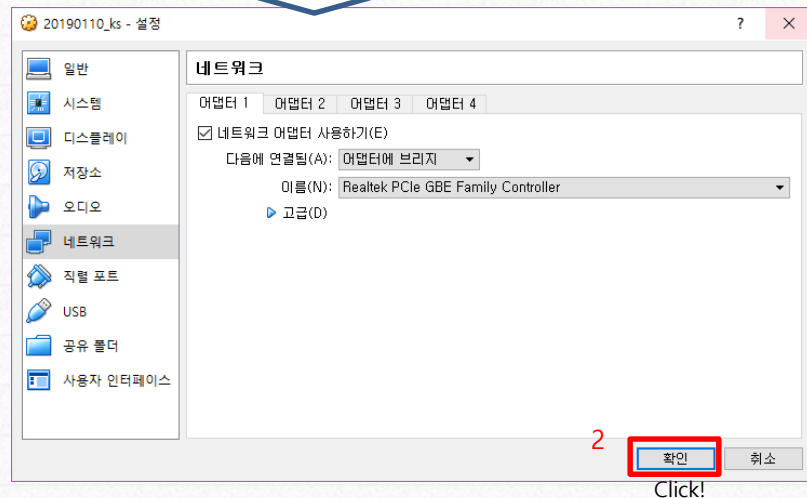 20190110_ks - 설정
일반
시스템
디스플레이
저장소
오디오
네트워크
직렬 포트
USB
공유 폴더
사용자 인터페이스
네트워크
어댑터 1 어댑터 2 어댑터 3 어댑터 4
네트워크 어댑터 사용하기(E)
다음에 연결됨(A): 어댑터에 브리지
이름(N): Realtek PCIe GBE Family Controller
고급(D)
2
확인 취소
Click!